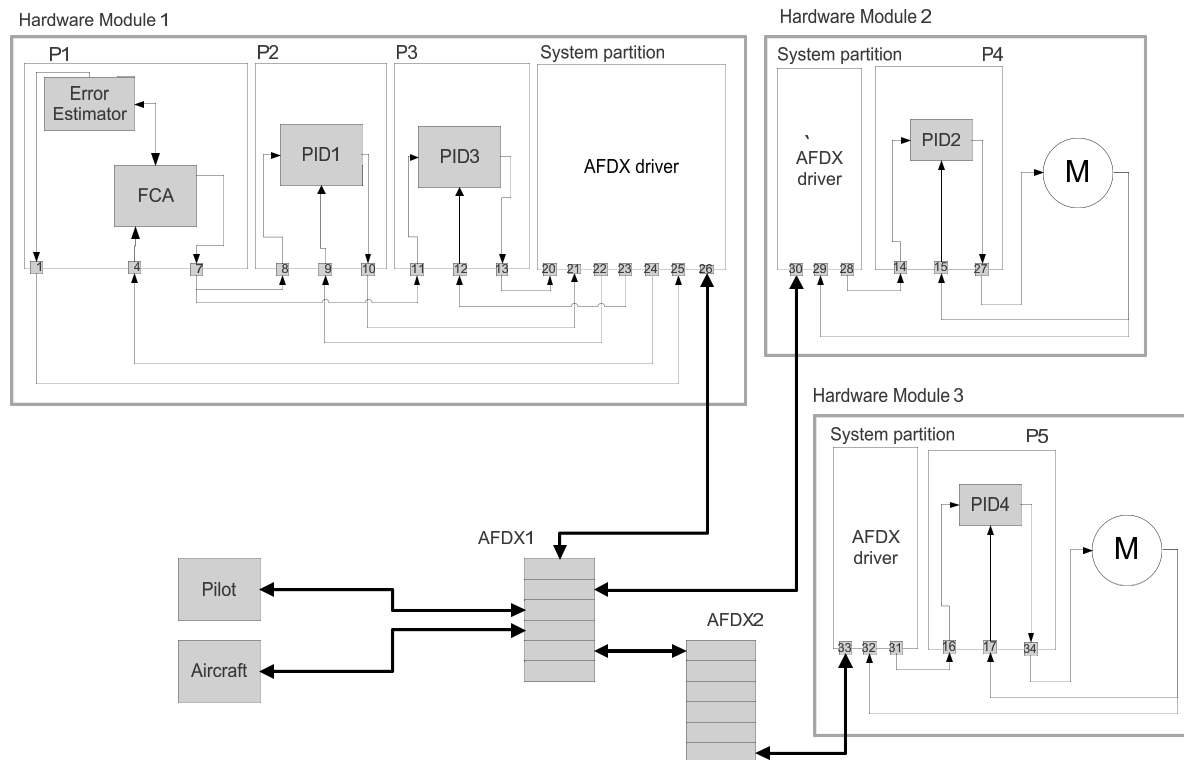 Hardware Module 1
P1
P2
P3
System partition
Error
Estimator
FCA
PID1
PID3
AFDX driver
1
4
7
8
9
10
11
12
13
20
21
22
23
24
25
26
Hardware Module 2
System partition
P4
`
AFDX
driver
PID2
M
30
29
28
14
15
27
Hardware Module 3
System partition
P5
AFDX
driver
PID4
M
33
32
31
16
17
34
AFDX1
Pilot
Aircraft
AFDX2